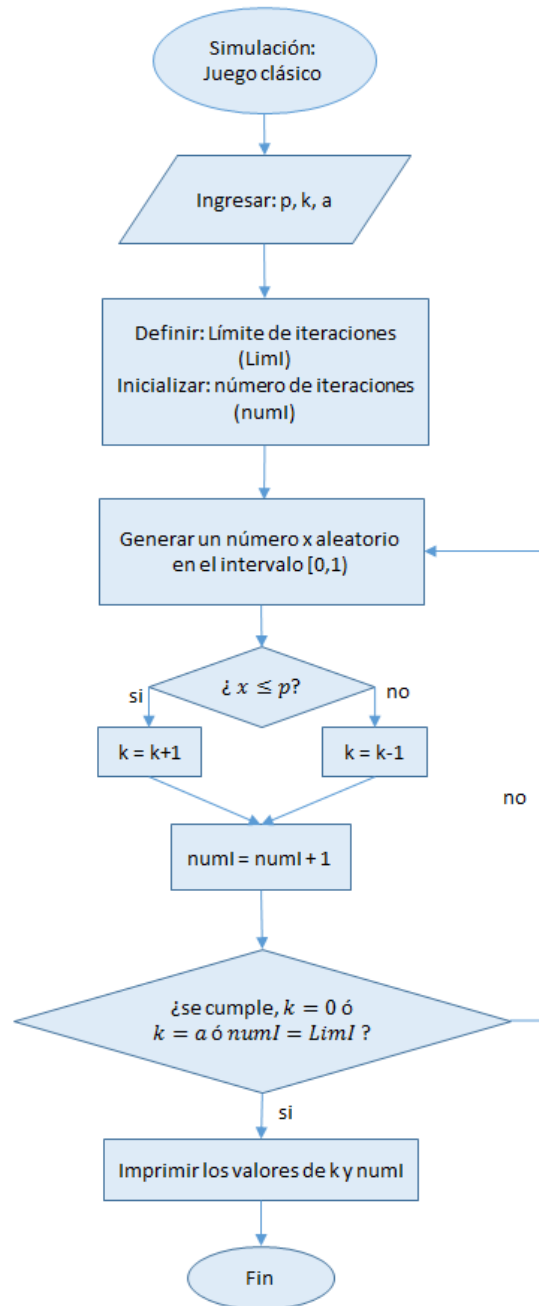 Simulación:
Juego clásico
Ingresar: p, k, a
Definir: Límite de iteraciones
(LimI)
Inicializar: número de iteraciones
(numI)
Generar un número x aleatorio
en el intervalo [0,1)
¿ x ≤ p?
si
no
k = k+1
k = k-1
no
numI = numI + 1
¿se cumple, k = 0 ó
k = a ó numI = LimI ?
si
Imprimir los valores de k y numI
Fin